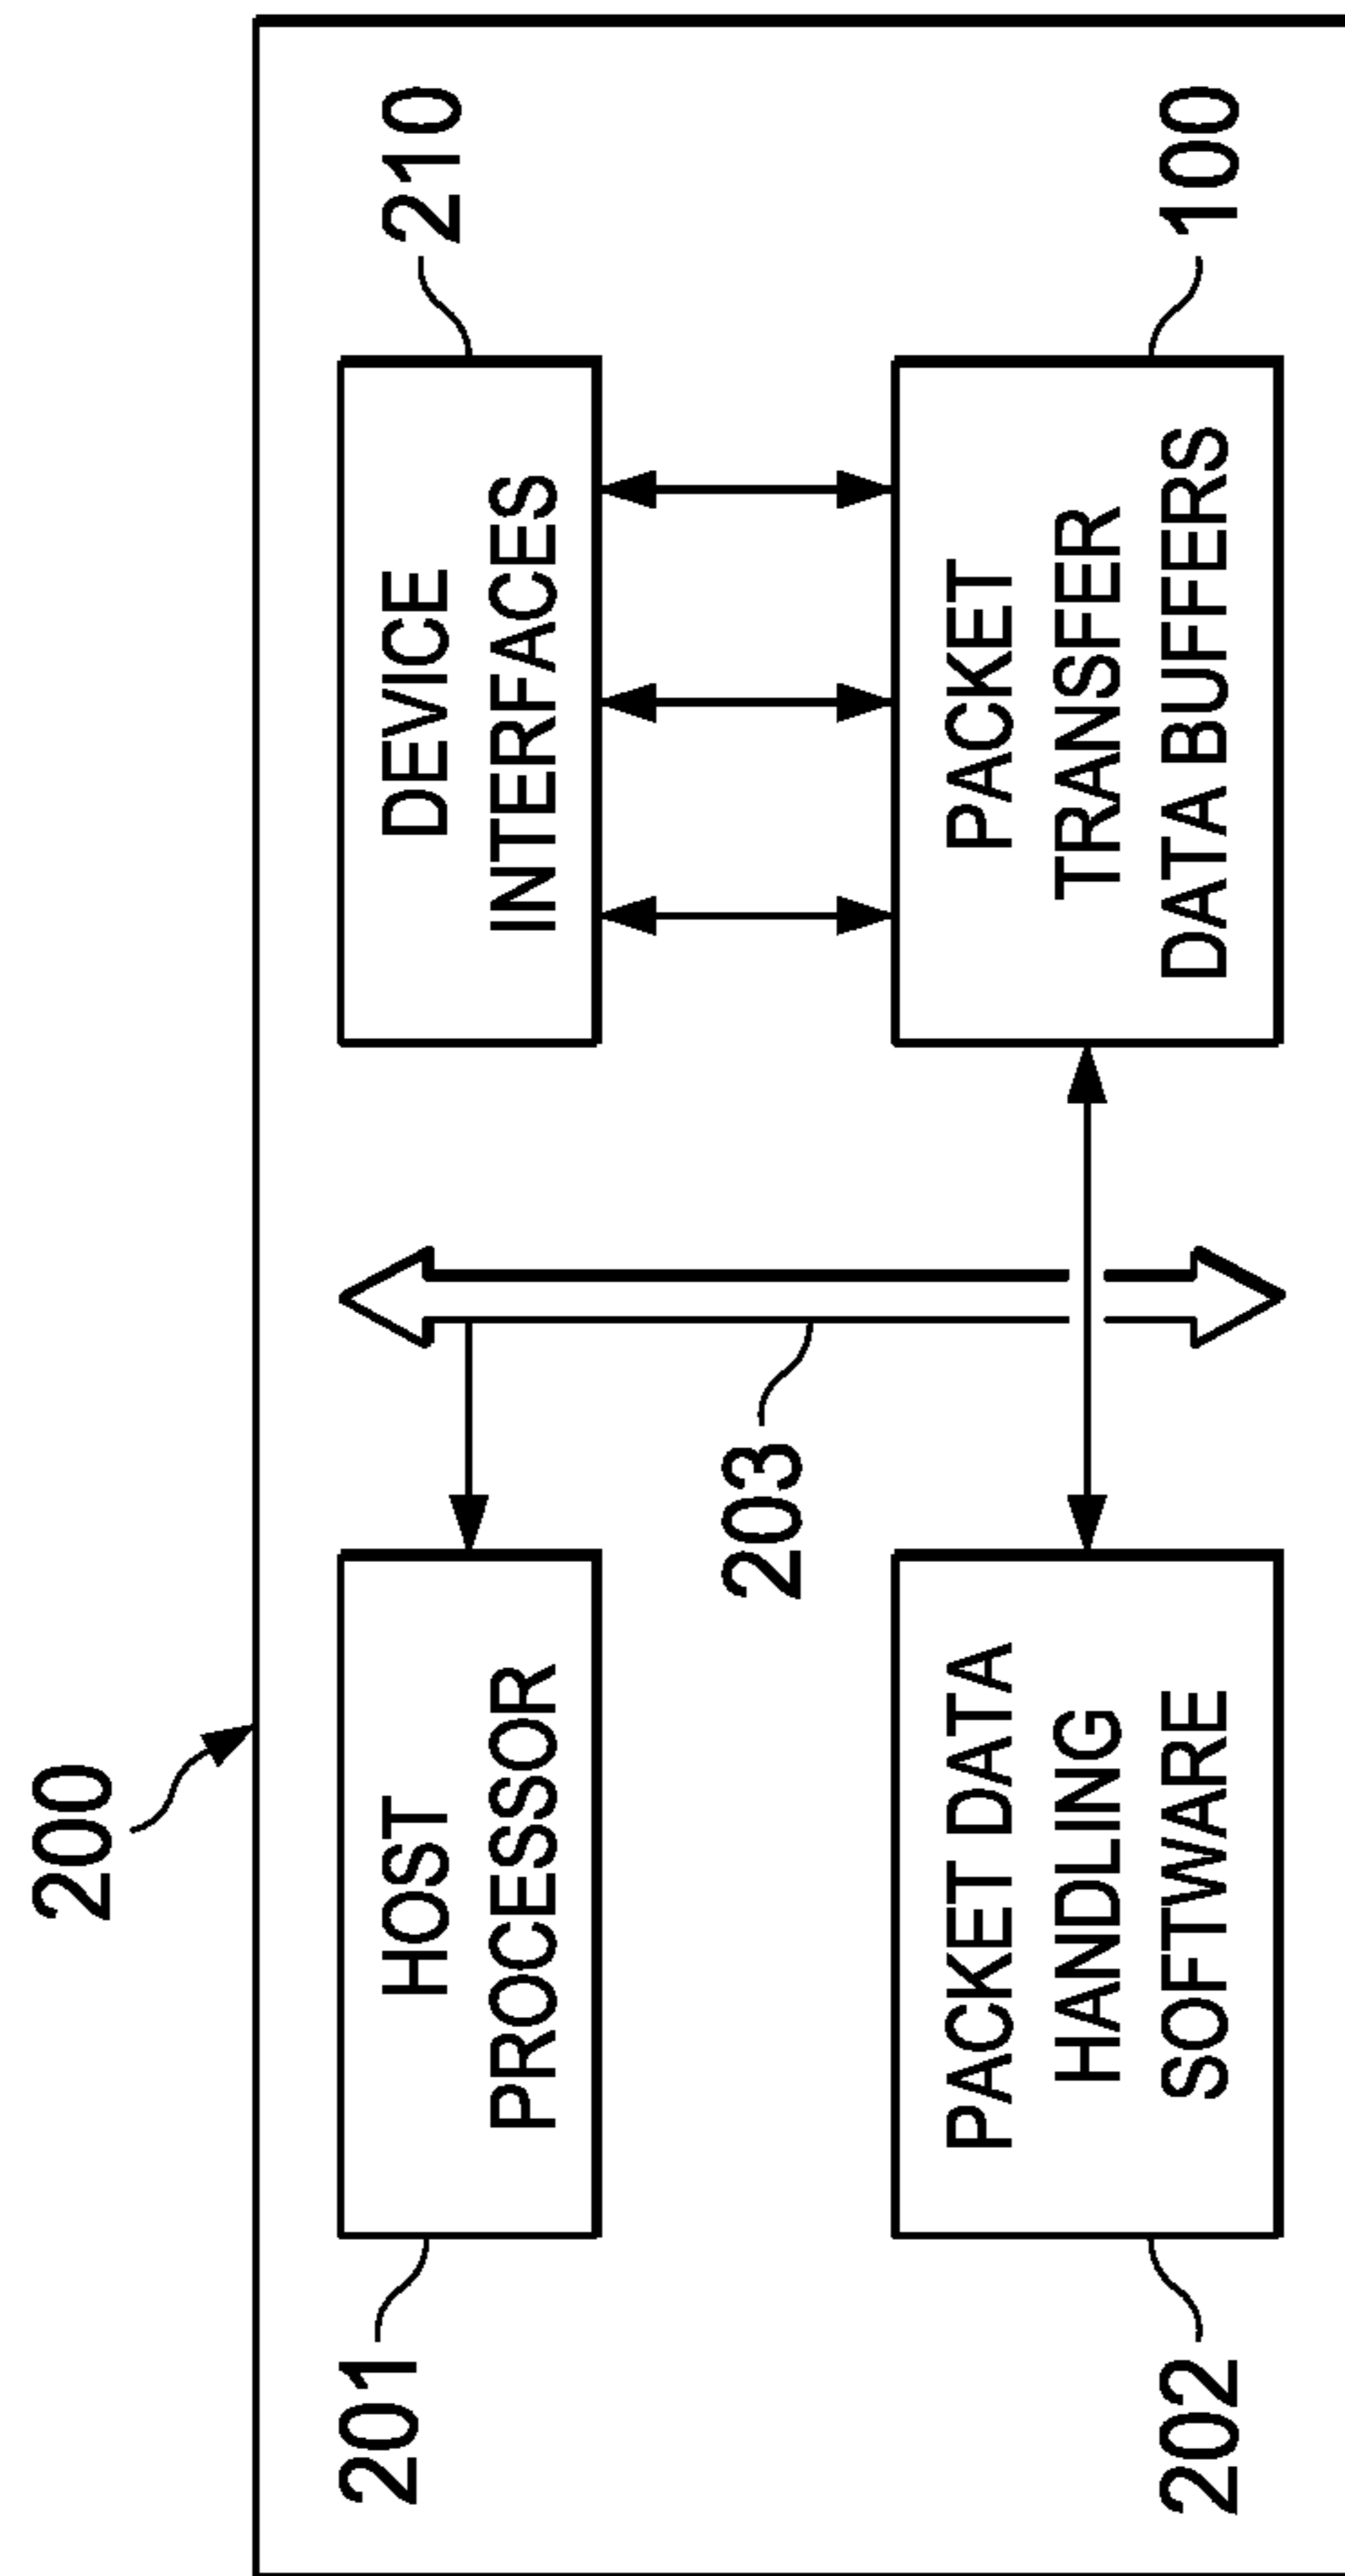 200
201
HOST
PROCESSOR
DEVICE
INTERFACES
210
203
202
PACKET DATA
HANDLING
SOFTWARE
PACKET
TRANSFER
DATA BUFFERS
100